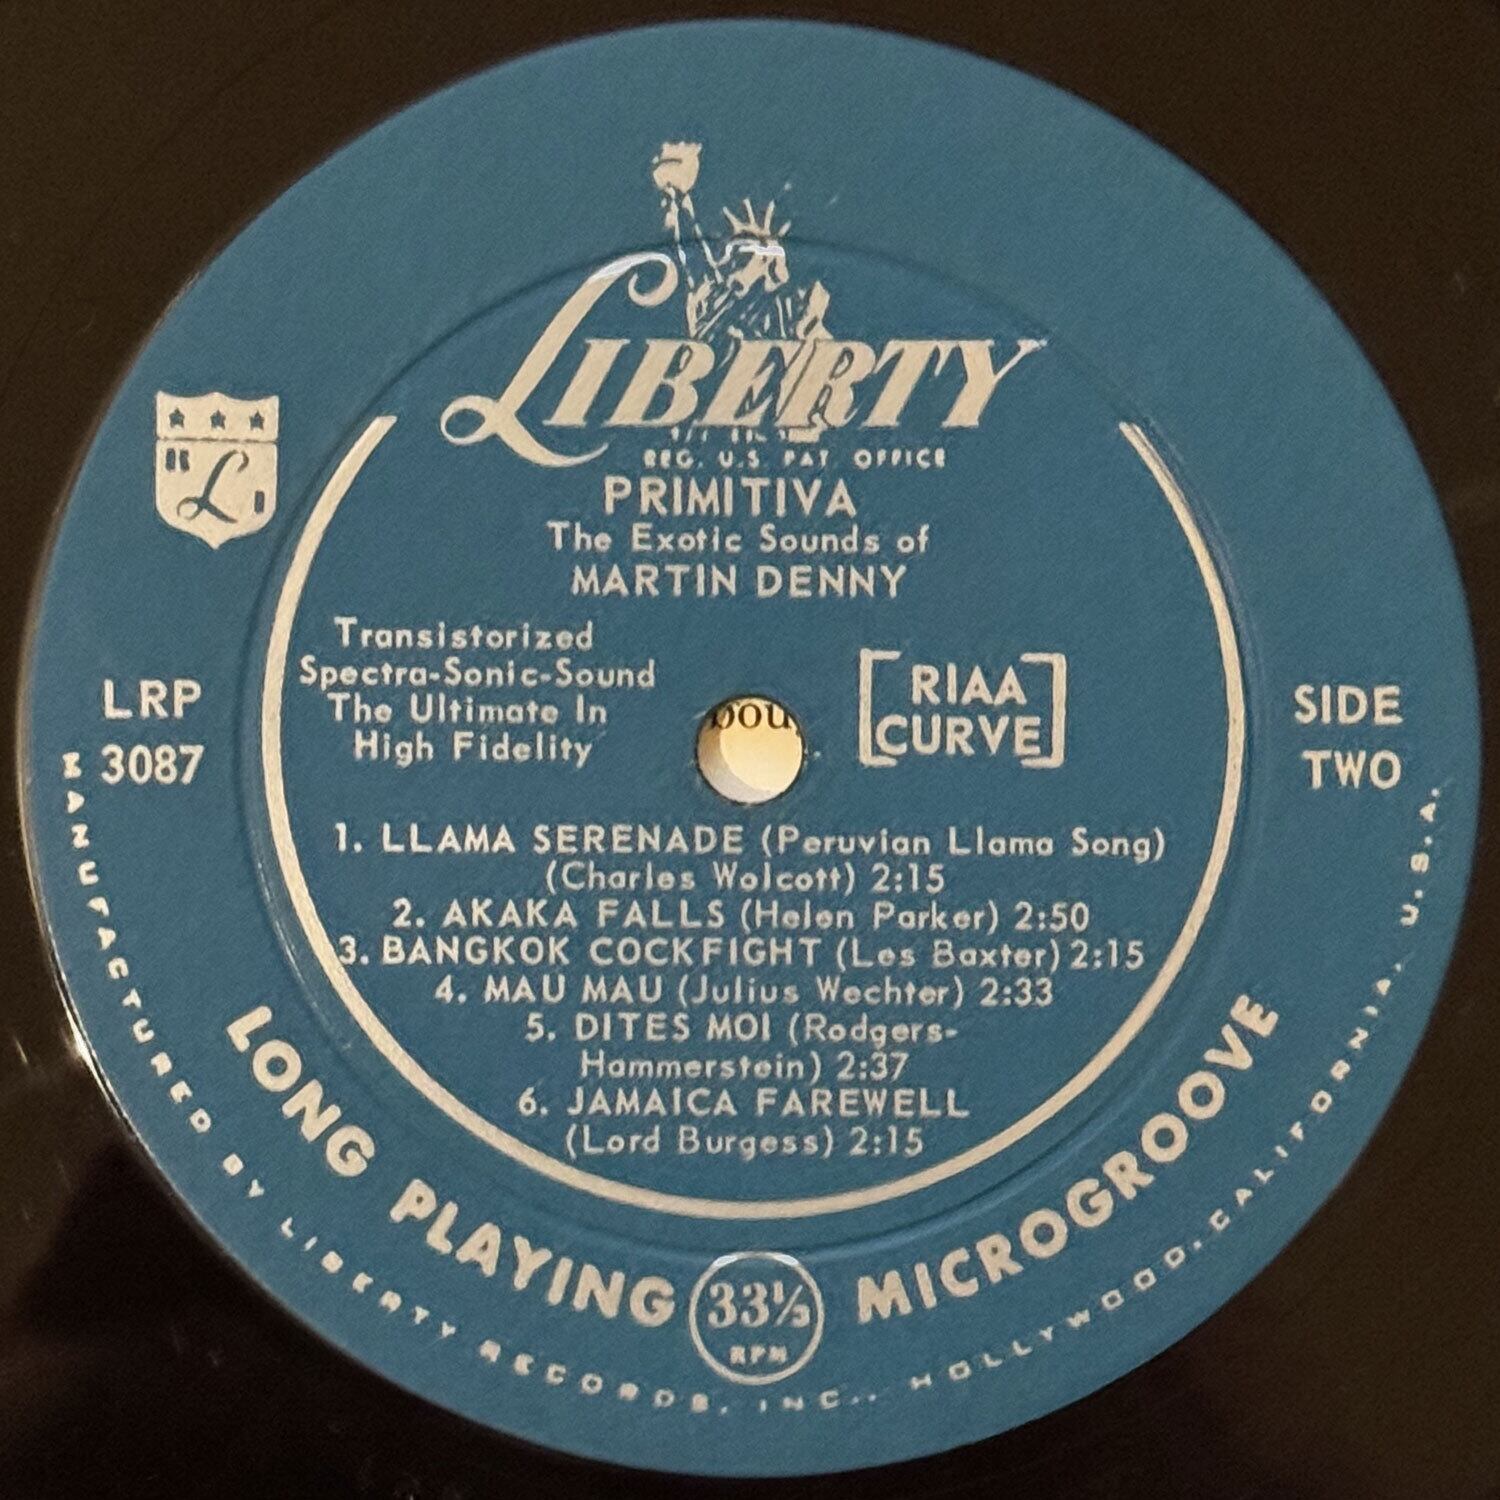 LIBERTY
REG. U.S. PAT. OFFICE
PRIMITIVA
The Exotic Sounds of
MARTIN DENNY
L
Transistorized
Spectra-Sonic-Sound
The Ultimate In
High Fidelity
RIAA
CURVE
LRP
3087
SIDE
TWO
1. LLAMA SERENADE (Peruvian Llama Song)
(Charles Wolcott) 2:15
2. AKAKA FALLS (Helen Parker) 2:50
3. BANGKOK COCKFIGHT (Les Baxter) 2:15
4. MAU MAU (Julius Wechter) 2:33
5. DITES MOI (Rodgers-
Hammerstein) 2:37
6. JAMAICA FAREWELL
(Lord Burgess) 2:15
LONG PLAYING
33⅓
RPM
MICROGROOVE
MANUFACTURED BY LIBERTY RECORDS, INC., HOLLYWOOD, CALIFORNIA, U.S.A.